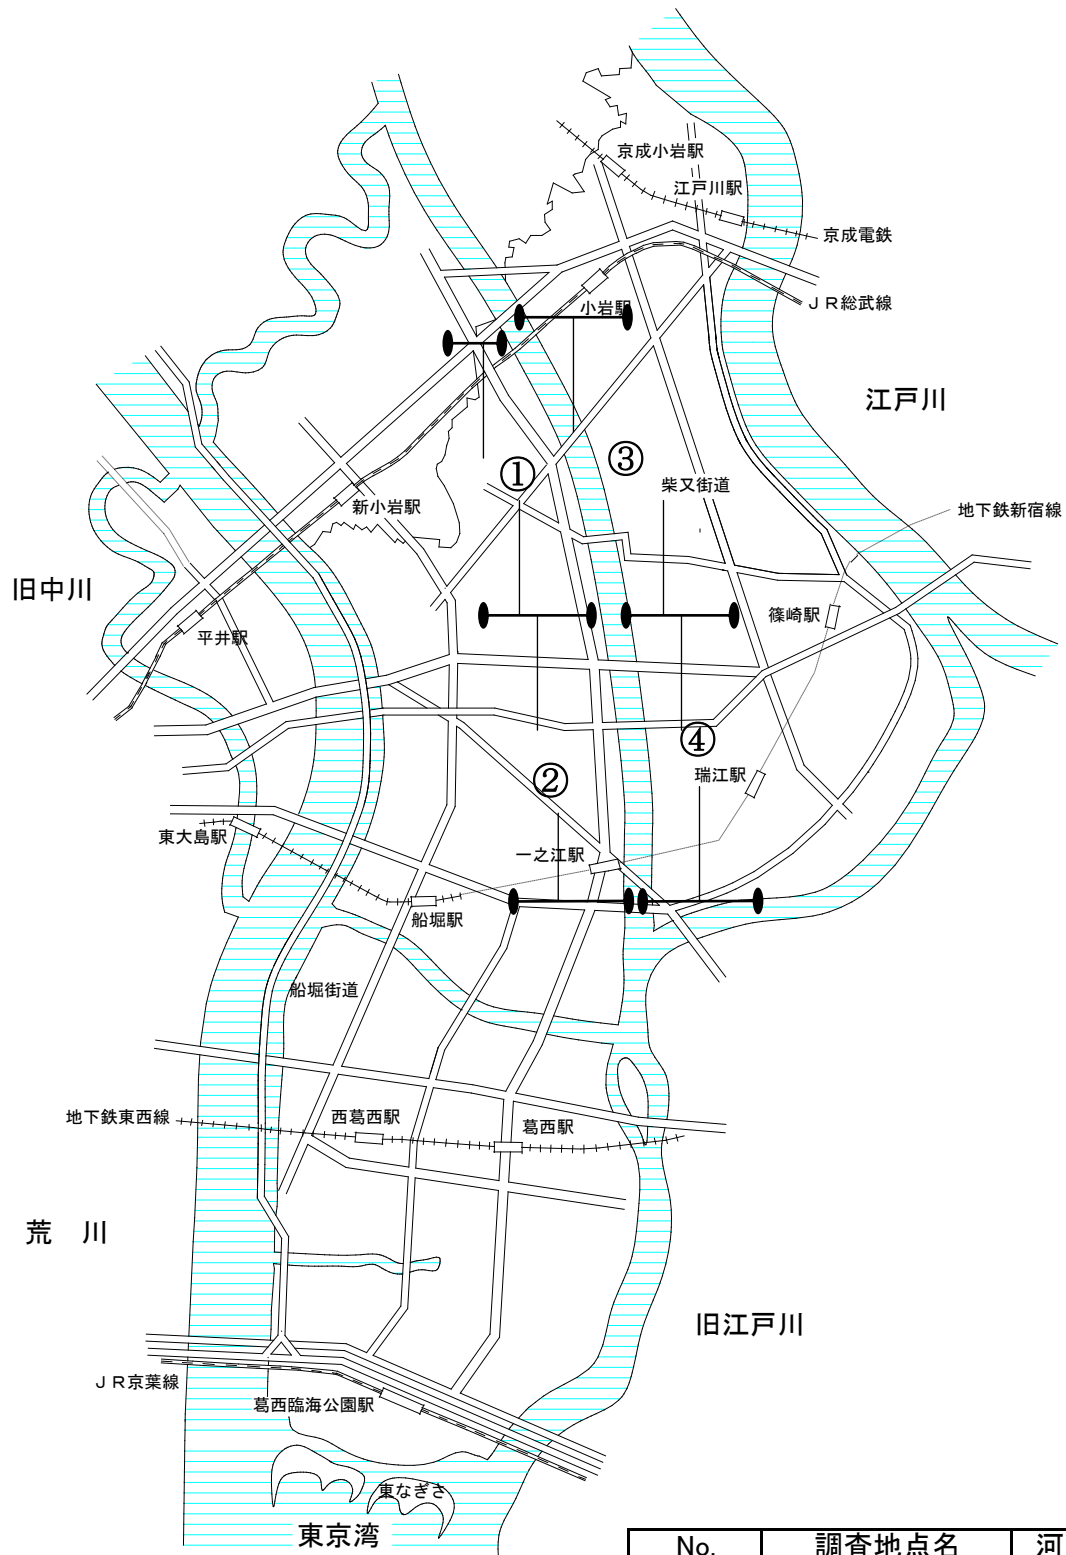 京成小岩駅
江戸川駅
京成電鉄
ＪＲ総武線
小岩駅
江戸川
③
①
柴又街道
新小岩駅
地下鉄新宿線
旧中川
篠崎駅
平井駅
④
②
瑞江駅
東大島駅
一之江駅
船堀駅
船堀街道
地下鉄東西線
西葛西駅
葛西駅
荒　川
旧江戸川
ＪＲ京葉線
葛西臨海公園駅
東なぎさ
東京湾
No. 調査地点名 河